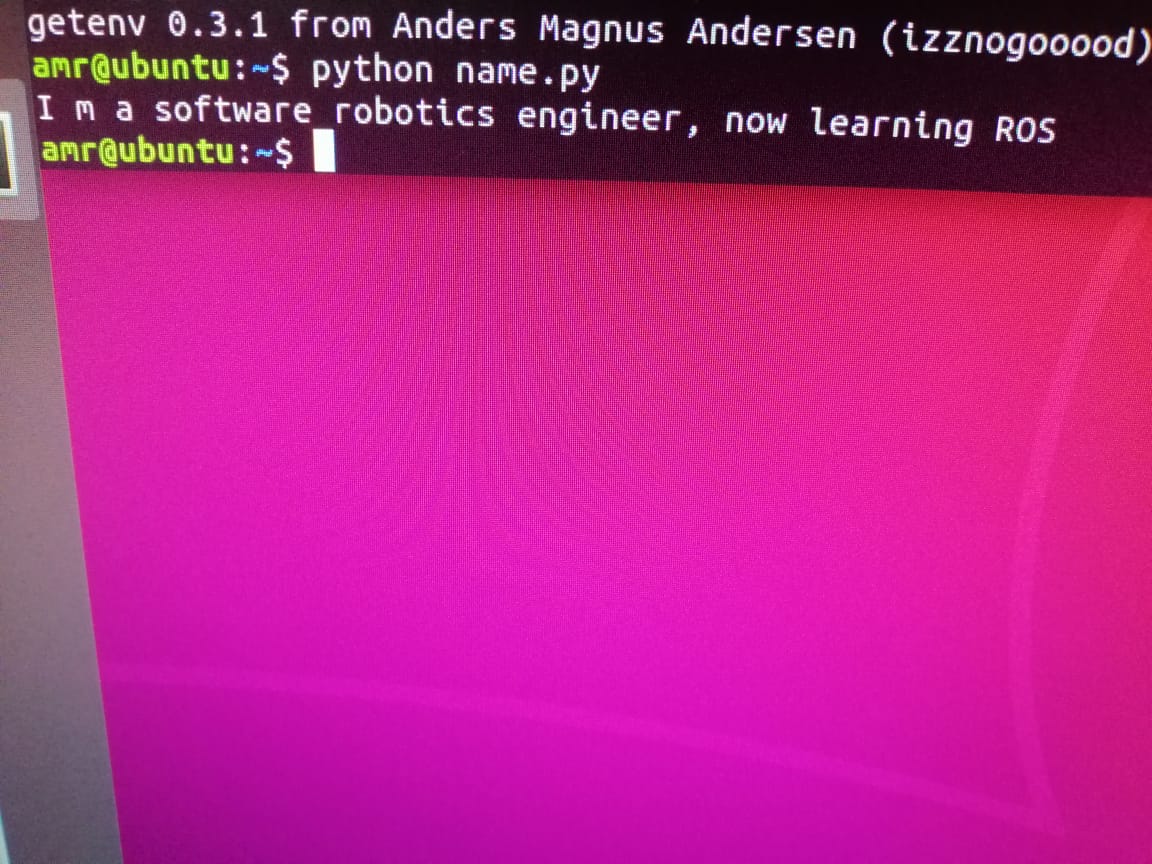 getenv 0.3.1 from Anders Magnus Andersen (izznogooood)
amr@ubuntu:~$ python name.py
I m a software robotics engineer, now learning ROS
amr@ubuntu:~$